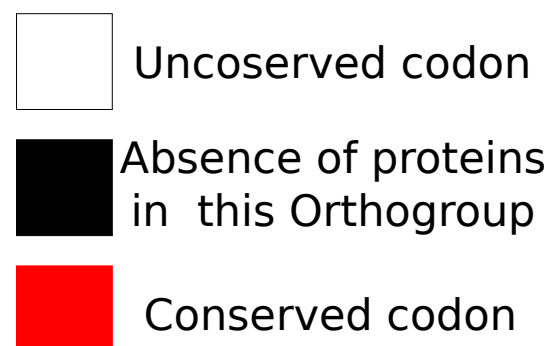 Uncoserved codon
Absence of proteins
in  this Orthogroup
Conserved codon